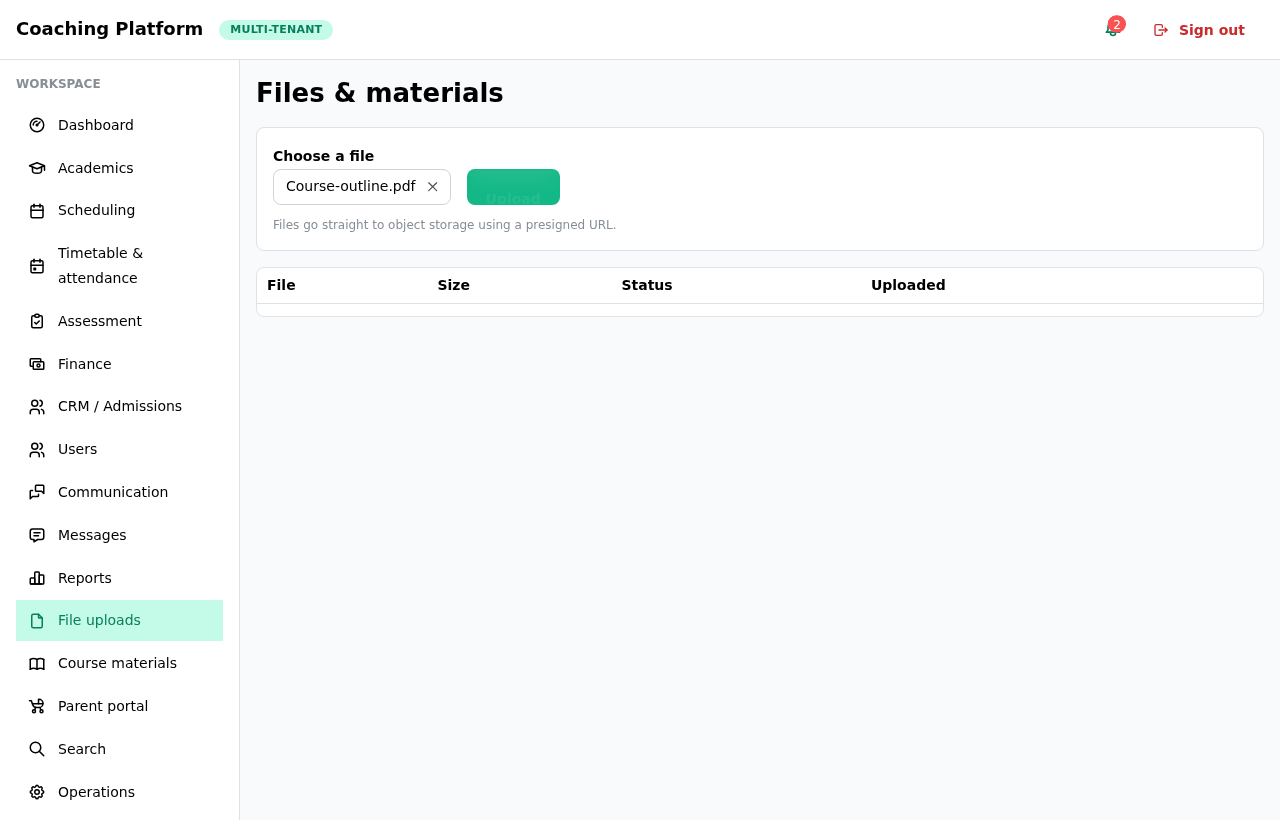 Coaching Platform
MULTI-TENANT
2
Sign out
WORKSPACE
Dashboard
Academics
Scheduling
Timetable &
attendance
Assessment
Finance
CRM / Admissions
Users
Communication
Messages
Reports
File uploads
Course materials
Parent portal
Search
Operations
Files & materials
Choose a file
Course-outline.pdf
Upload
Files go straight to object storage using a presigned URL.
File Size Status Uploaded